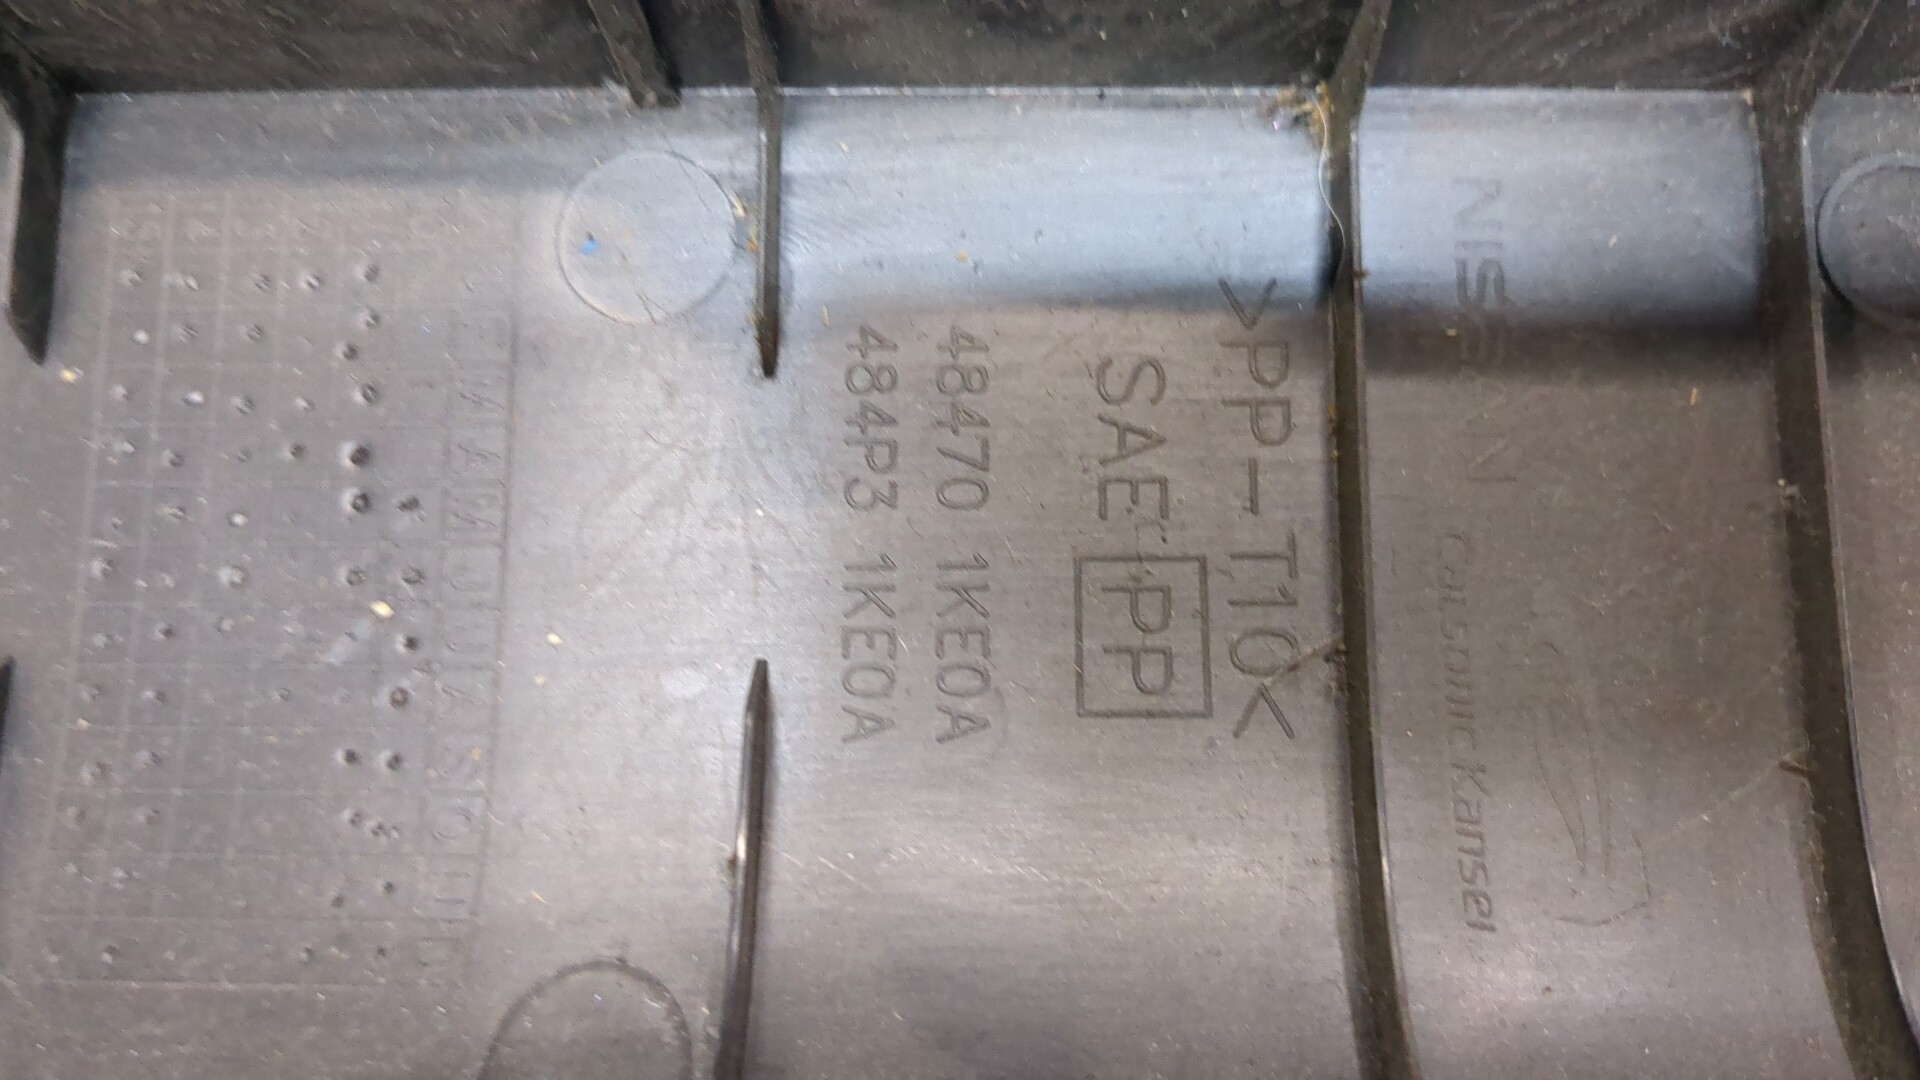 NISSAN
Calsonic Kansei
>PP-T10<
SAE PP
48470 1KE0A
484P3 1KE0A
J F M A M J J A S O N D